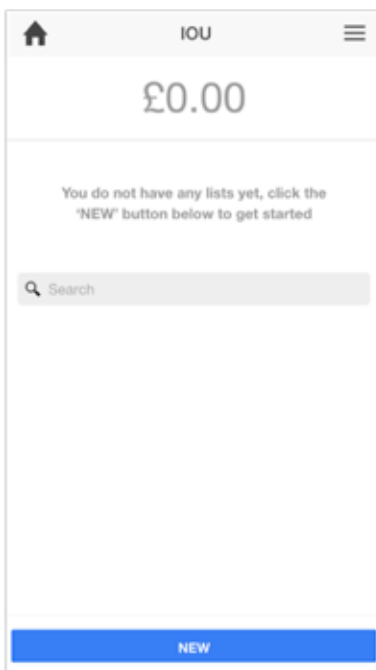 IOU
£0.00
You do not have any lists yet, click the
'NEW' button below to get started
Search
NEW